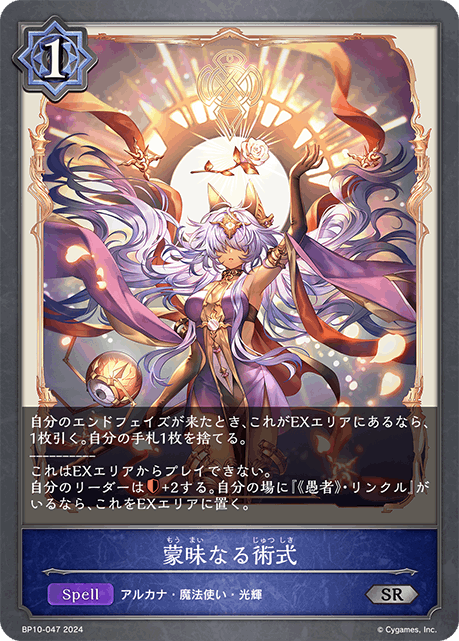 1
自分のエンドフェイズが来たとき、これがEXエリアにあるなら、
1枚引く。自分の手札1枚を捨てる。
----------
これはEXエリアからプレイできない。
自分のリーダーは+2する。自分の場に『《愚者》・リンクル』が
いるなら、これをEXエリアに置く。
もう まい じゅつ しき
蒙昧なる術式
Spell アルカナ・魔法使い・光輝 SR
BP10-047 2024 © Cygames, Inc.